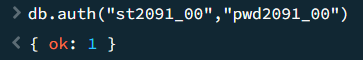 > db.auth("st2091_00","pwd2091_00")
< { ok: 1 }